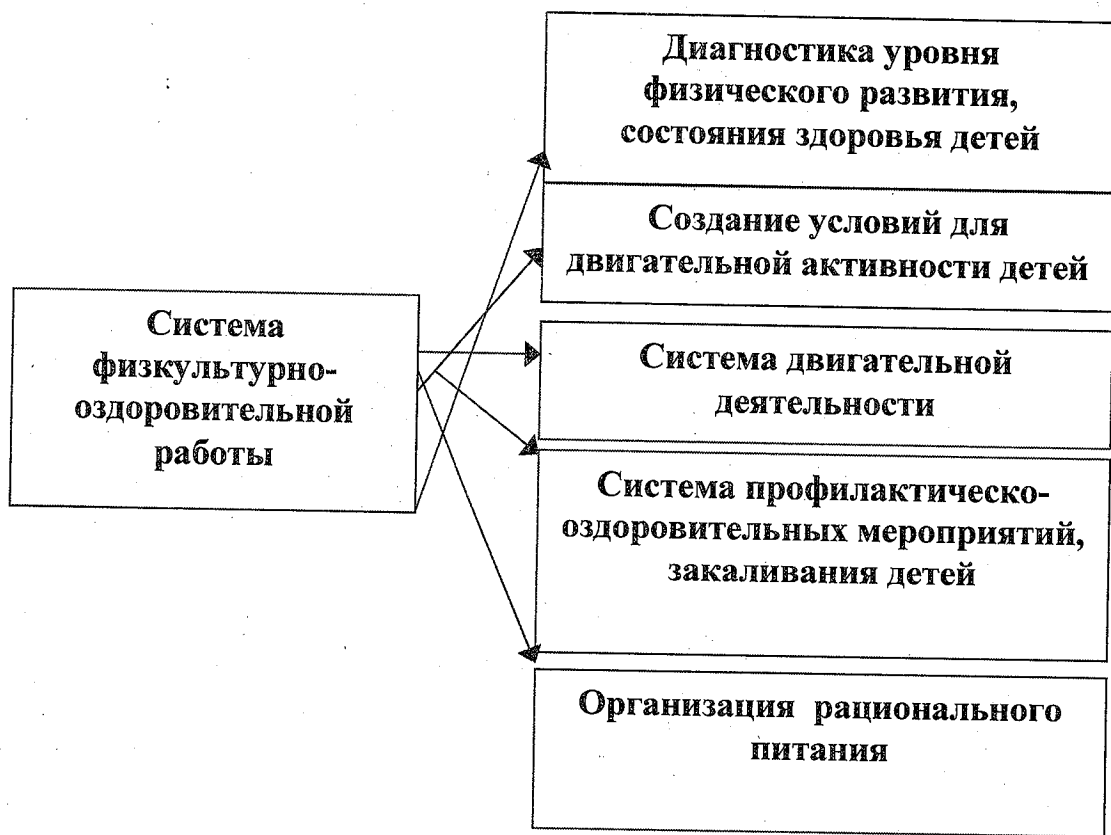 Диагностика уровня
физического развития,
состояния здоровья детей
Создание условий для
двигательной активности детей
Система
физкультурно-
оздоровительной
работы
Система двигательной
деятельности
Система профилактическо-
оздоровительных мероприятий,
закаливания детей
Организация рационального
питания